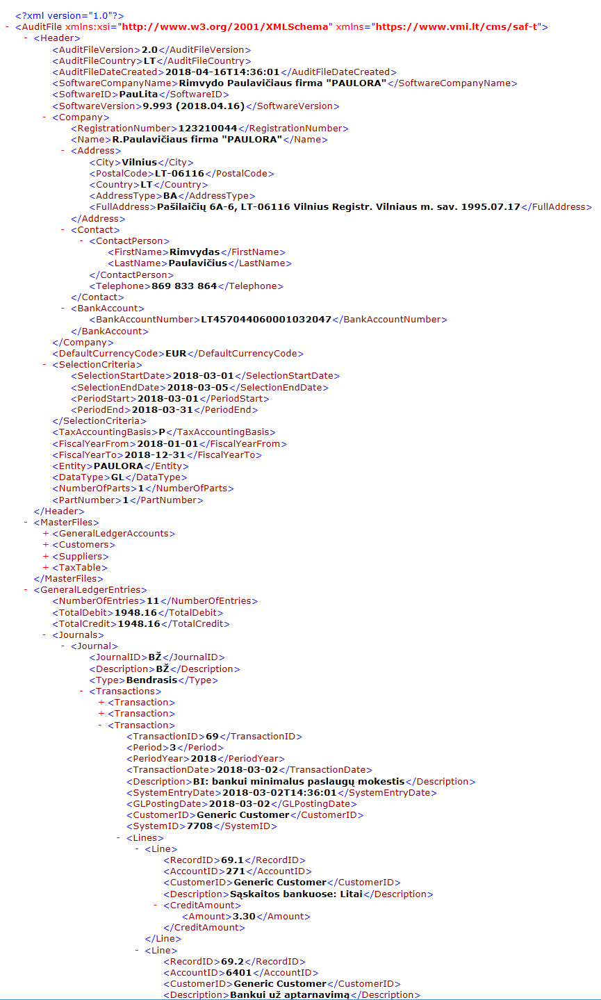 <?xml version="1.0"?>
- <AuditFile xmlns:xsi="http://www.w3.org/2001/XMLSchema" xmlns="https://www.vmi.lt/cms/saf-t">
- <Header>
<AuditFileVersion>2.0</AuditFileVersion>
<AuditFileCountry>LT</AuditFileCountry>
<AuditFileDateCreated>2018-04-16T14:36:01</AuditFileDateCreated>
<SoftwareCompanyName>Rimvydo Paulavičiaus firma "PAULORA"</SoftwareCompanyName>
<SoftwareID>PauLita</SoftwareID>
<SoftwareVersion>9.993 (2018.04.16)</SoftwareVersion>
- <Company>
<RegistrationNumber>123210044</RegistrationNumber>
<Name>R.Paulavičiaus firma "PAULORA"</Name>
- <Address>
<City>Vilnius</City>
<PostalCode>LT-06116</PostalCode>
<Country>LT</Country>
<AddressType>BA</AddressType>
<FullAddress>Pašilaičių 6A-6, LT-06116 Vilnius Registr. Vilniaus m. sav. 1995.07.17</FullAddress>
</Address>
- <Contact>
- <ContactPerson>
<FirstName>Rimvydas</FirstName>
<LastName>Paulavičius</LastName>
</ContactPerson>
<Telephone>869 833 864</Telephone>
</Contact>
- <BankAccount>
<BankAccountNumber>LT457044060001032047</BankAccountNumber>
</BankAccount>
</Company>
<DefaultCurrencyCode>EUR</DefaultCurrencyCode>
- <SelectionCriteria>
<SelectionStartDate>2018-03-01</SelectionStartDate>
<SelectionEndDate>2018-03-05</SelectionEndDate>
<PeriodStart>2018-03-01</PeriodStart>
<PeriodEnd>2018-03-31</PeriodEnd>
</SelectionCriteria>
<TaxAccountingBasis>P</TaxAccountingBasis>
<FiscalYearFrom>2018-01-01</FiscalYearFrom>
<FiscalYearTo>2018-12-31</FiscalYearTo>
<Entity>PAULORA</Entity>
<DataType>GL</DataType>
<NumberOfParts>1</NumberOfParts>
<PartNumber>1</PartNumber>
</Header>
- <MasterFiles>
+ <GeneralLedgerAccounts>
+ <Customers>
+ <Suppliers>
+ <TaxTable>
</MasterFiles>
- <GeneralLedgerEntries>
<NumberOfEntries>11</NumberOfEntries>
<TotalDebit>1948.16</TotalDebit>
<TotalCredit>1948.16</TotalCredit>
- <Journals>
- <Journal>
<JournalID>BŽ</JournalID>
<Description>BŽ</Description>
<Type>Bendrasis</Type>
- <Transactions>
+ <Transaction>
+ <Transaction>
- <Transaction>
<TransactionID>69</TransactionID>
<Period>3</Period>
<PeriodYear>2018</PeriodYear>
<TransactionDate>2018-03-02</TransactionDate>
<Description>BI: bankui minimalus paslaugų mokestis</Description>
<SystemEntryDate>2018-03-02T14:36:01</SystemEntryDate>
<GLPostingDate>2018-03-02</GLPostingDate>
<CustomerID>Generic Customer</CustomerID>
<SystemID>7708</SystemID>
- <Lines>
- <Line>
<RecordID>69.1</RecordID>
<AccountID>271</AccountID>
<CustomerID>Generic Customer</CustomerID>
<Description>Sąskaitos bankuose: Litai</Description>
- <CreditAmount>
<Amount>3.30</Amount>
</CreditAmount>
</Line>
- <Line>
<RecordID>69.2</RecordID>
<AccountID>6401</AccountID>
<CustomerID>Generic Customer</CustomerID>
<Description>Bankui už aptarnavimą</Description>